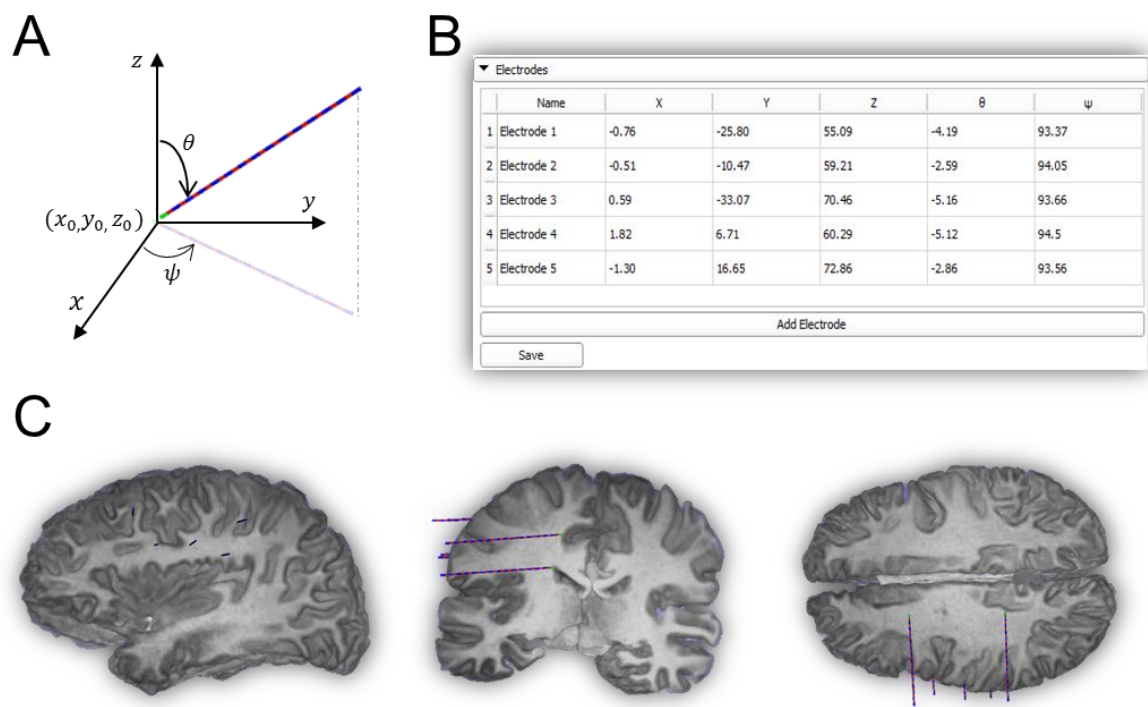 A
z
θ
y
(x₀,y₀, z₀)
ψ
x
B
Electrodes
Name X Y Z θ ψ
1 Electrode 1 -0.76 -25.80 55.09 -4.19 93.37
2 Electrode 2 -0.51 -10.47 59.21 -2.59 94.05
3 Electrode 3 0.59 -33.07 70.46 -5.16 93.66
4 Electrode 4 1.82 6.71 60.29 -5.12 94.5
5 Electrode 5 -1.30 16.65 72.86 -2.86 93.56
Add Electrode
Save
C